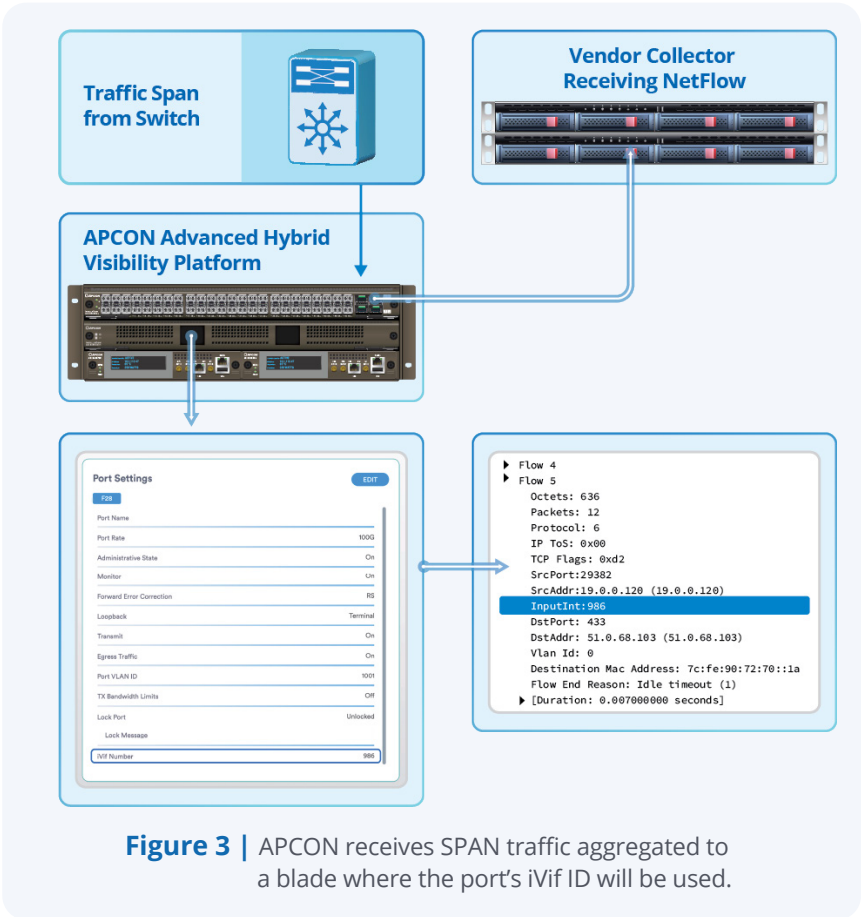 Traffic Span
from Switch
Vendor Collector
Receiving NetFlow
APCON Advanced Hybrid
Visibility Platform
Port Settings
EDIT
F28
Port Name
Port Rate 100G
Administrative State On
Monitor On
Forward Error Correction RS
Loopback Terminal
Transmit On
Egress Traffic On
Port VLAN ID 1001
TX Bandwidth Limits Off
Lock Port Unlocked
Lock Message
iVif Number 986
Flow 4
Flow 5
Octets: 636
Packets: 12
Protocol: 6
IP ToS: 0x00
TCP Flags: 0xd2
SrcPort:29382
SrcAddr:19.0.0.120 (19.0.0.120)
InputInt:986
DstPort: 433
DstAddr: 51.0.68.103 (51.0.68.103)
Vlan Id: 0
Destination Mac Address: 7c:fe:90:72:70::1a
Flow End Reason: Idle timeout (1)
[Duration: 0.007000000 seconds]
Figure 3 | APCON receives SPAN traffic aggregated to
a blade where the port's iVif ID will be used.